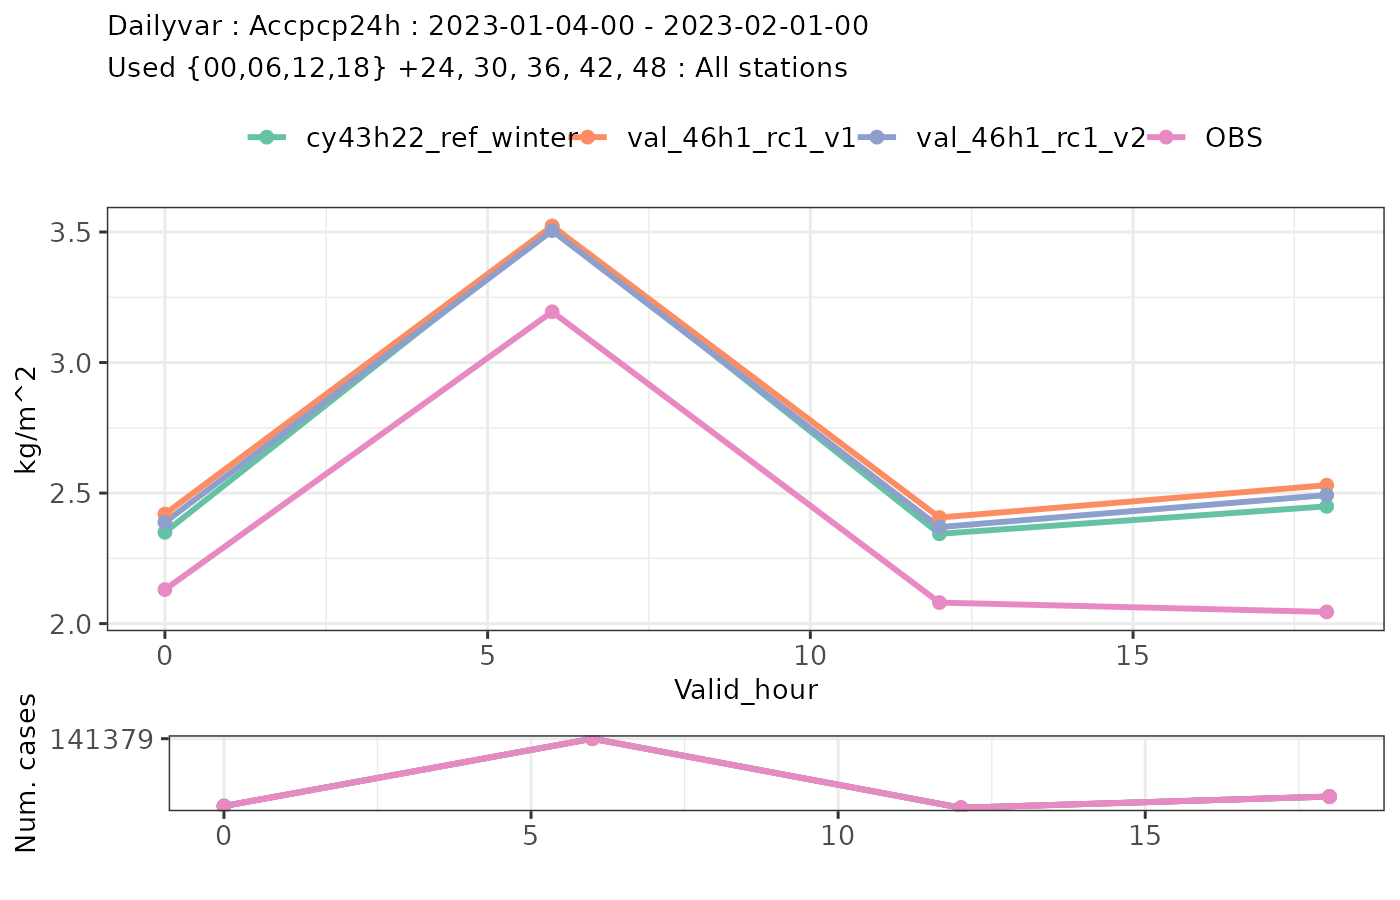 Dailyvar : Accpcp24h : 2023-01-04-00 - 2023-02-01-00
Used {00,06,12,18} +24, 30, 36, 42, 48 : All stations
cy43h22_ref_winter val_46h1_rc1_v1 val_46h1_rc1_v2 OBS
3.5
3.0
2.5
2.0
kg/m^2
0 5 10 15
Valid_hour
141379
Num. cases
0 5 10 15